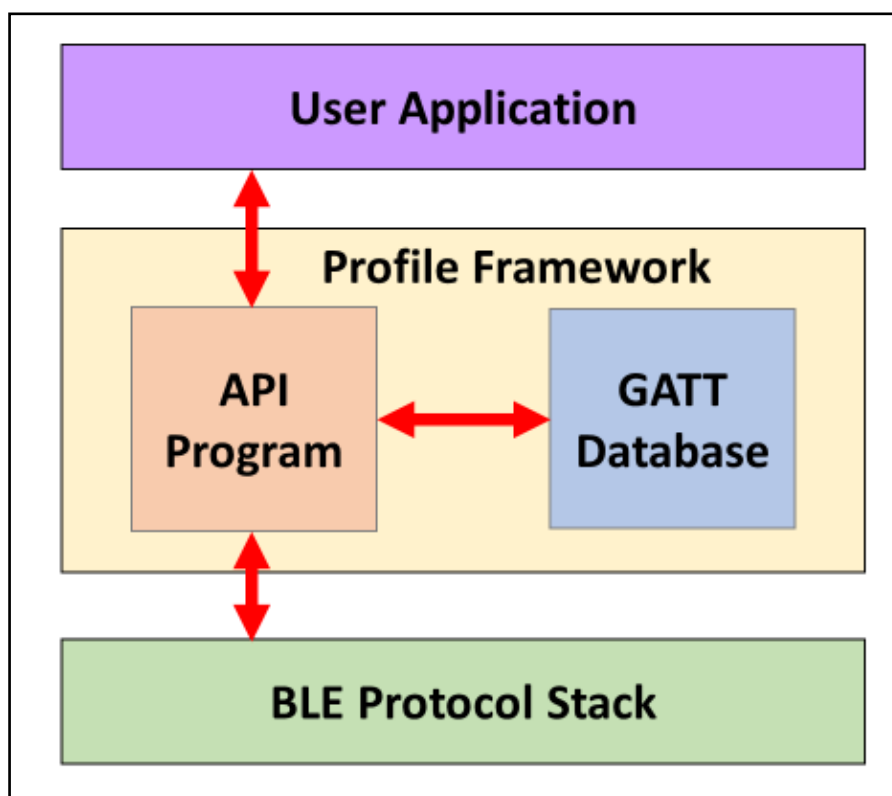 User Application
Profile Framework
API
Program
GATT
Database
BLE Protocol Stack